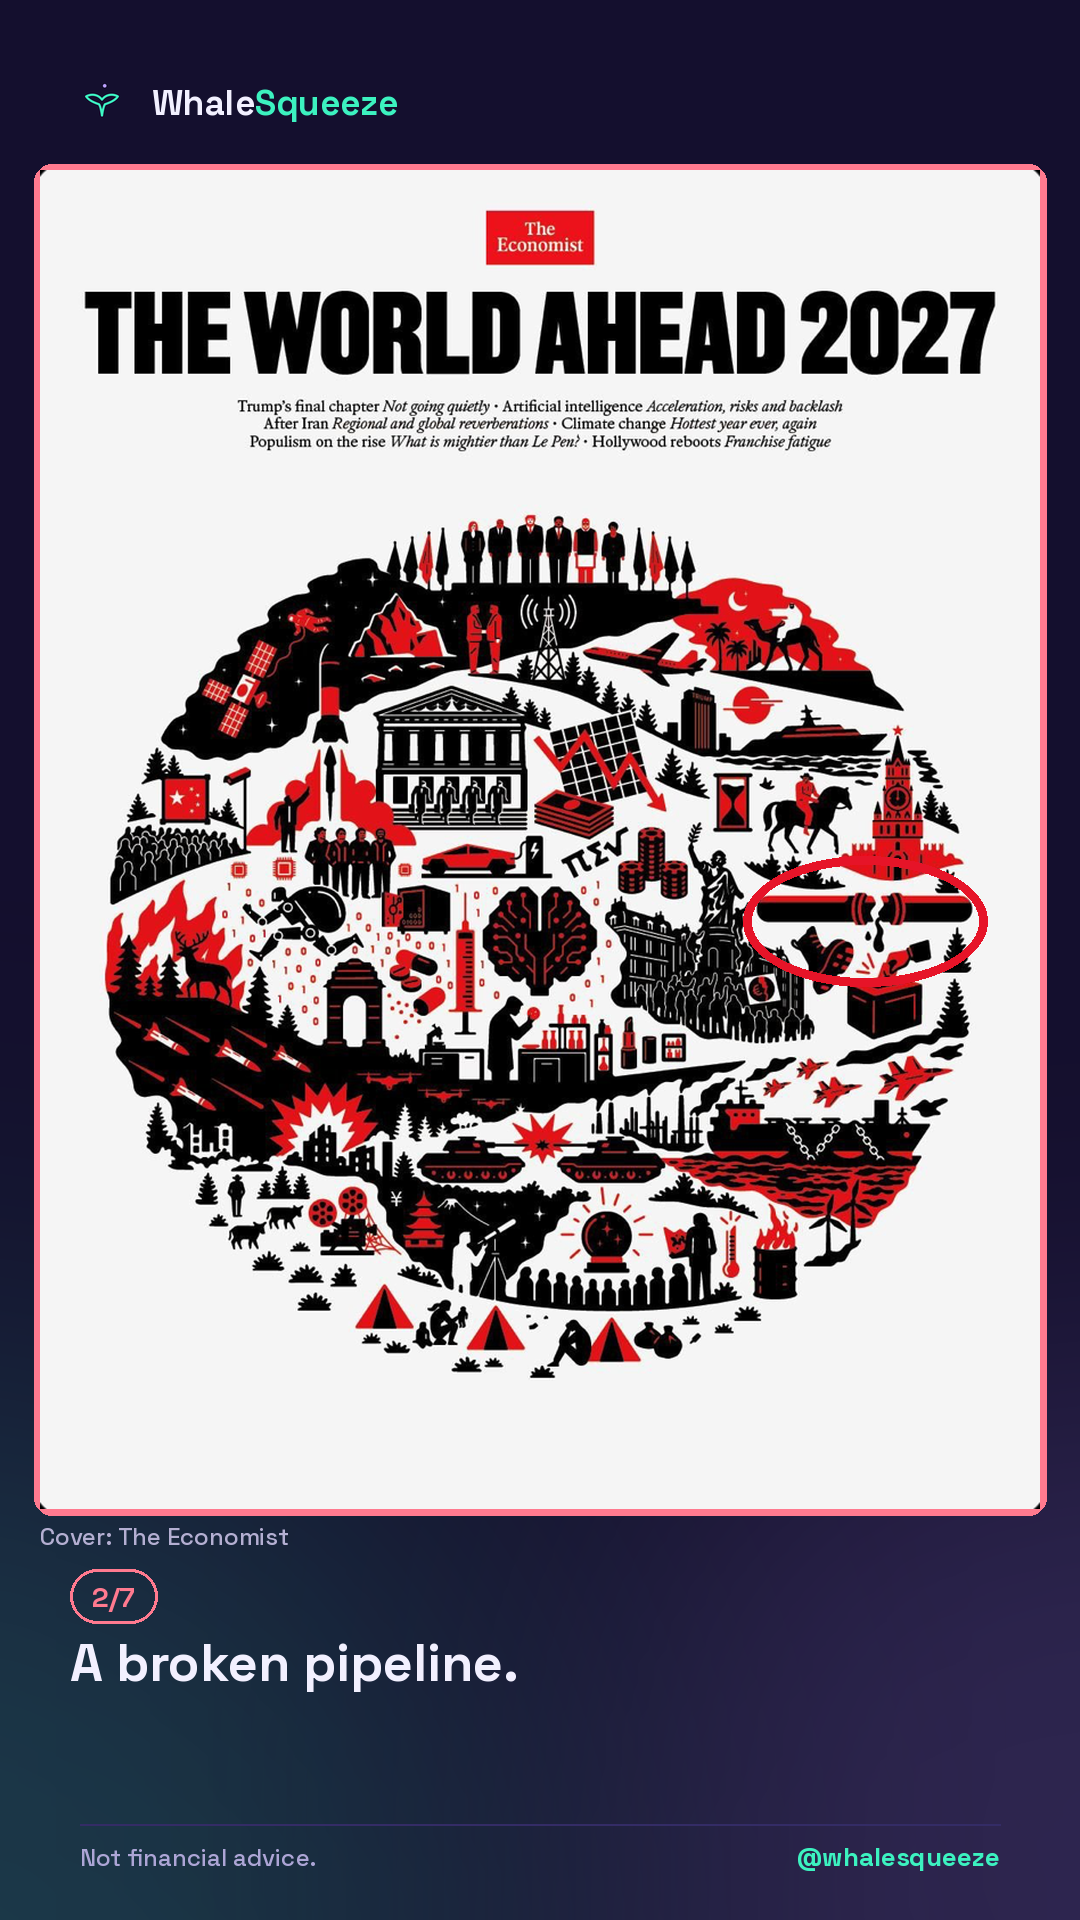 WhaleSqueeze
The
Economist
THE WORLD AHEAD 2027
Trump's final chapter Not going quietly • Artificial intelligence Acceleration, risks and backlash
After Iran Regional and global reverberations • Climate change Hottest year ever, again
Populism on the rise What is mightier than Le Pen? • Hollywood reboots Franchise fatigue
TRUMP
πΣ√
¥
Cover: The Economist
2/7
A broken pipeline.
Not financial advice.
@whalesqueeze